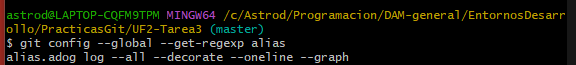 astrod@LAPTOP-CQFM9TPM MINGW64 /c/Astrod/Programacion/DAM-general/EntornosDesarr
ollo/PracticasGit/UF2-Tarea3 (master)
$ git config --global --get-regexp alias
alias.adog log --all --decorate --oneline --graph